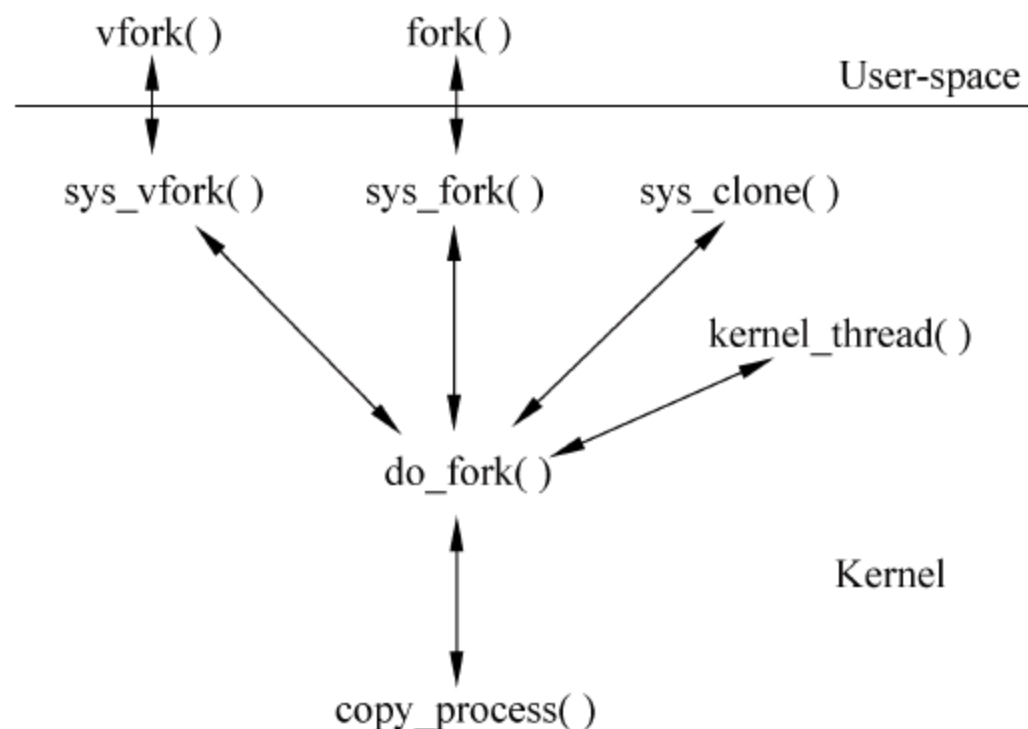 vfork( )
fork( )
User-space
sys_vfork( )
sys_fork( )
sys_clone( )
kernel_thread( )
do_fork( )
Kernel
copy_process( )